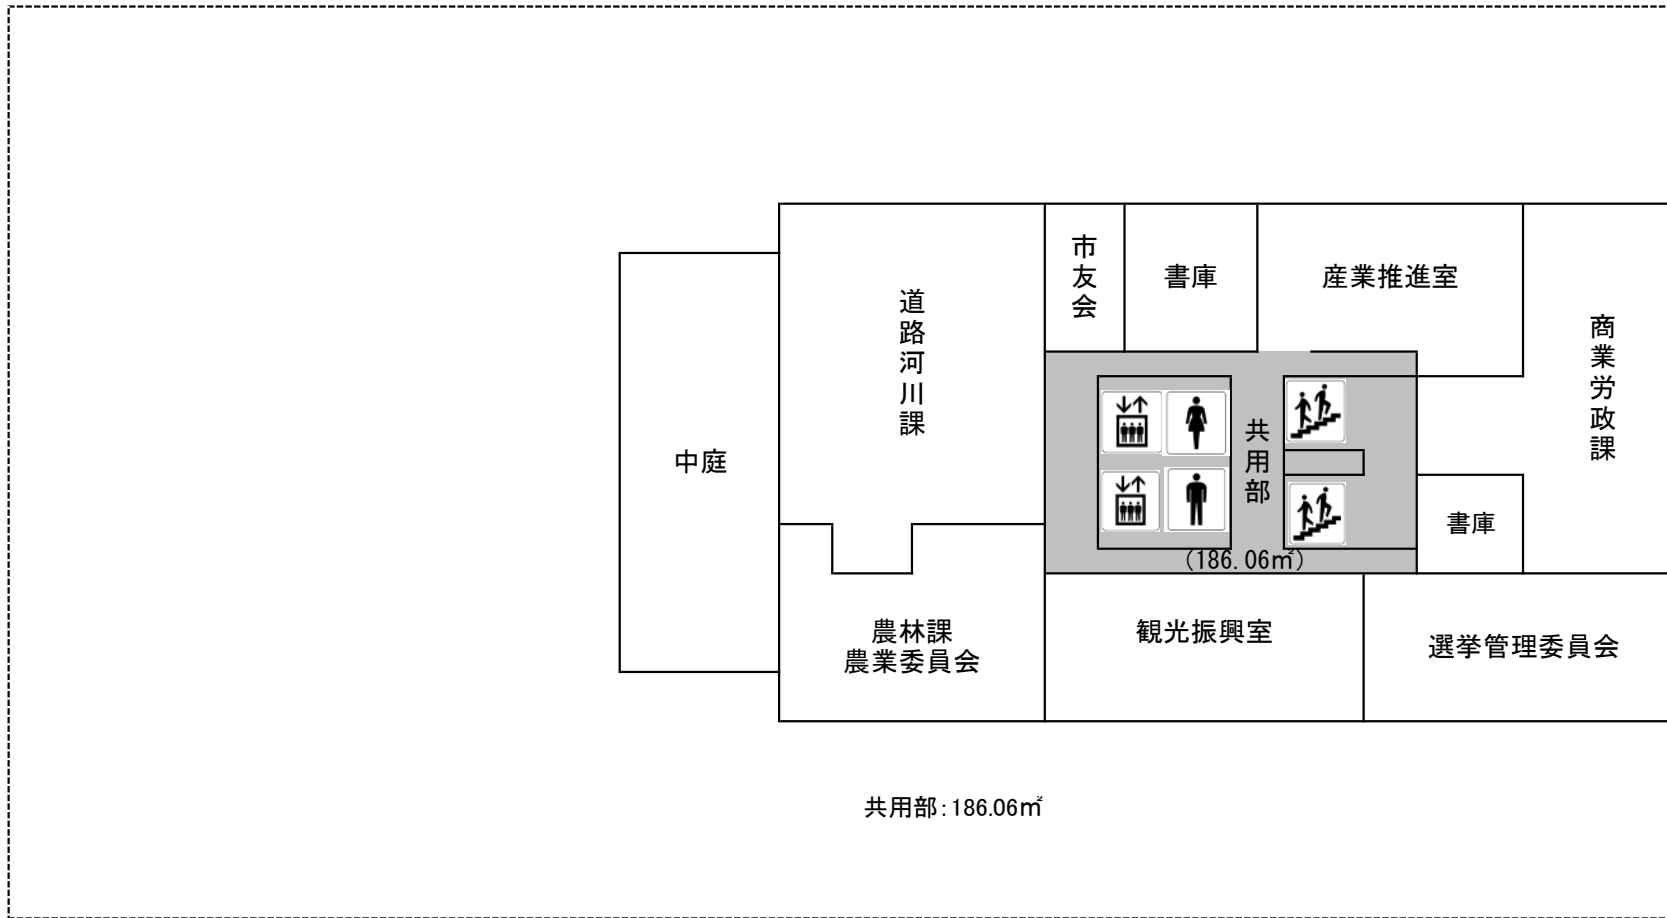 市友会
書庫
産業推進室
道路河川課
商業労政課
中庭
共用部
書庫
(186.06㎡)
農林課
農業委員会
観光振興室
選挙管理委員会
共用部:186.06㎡